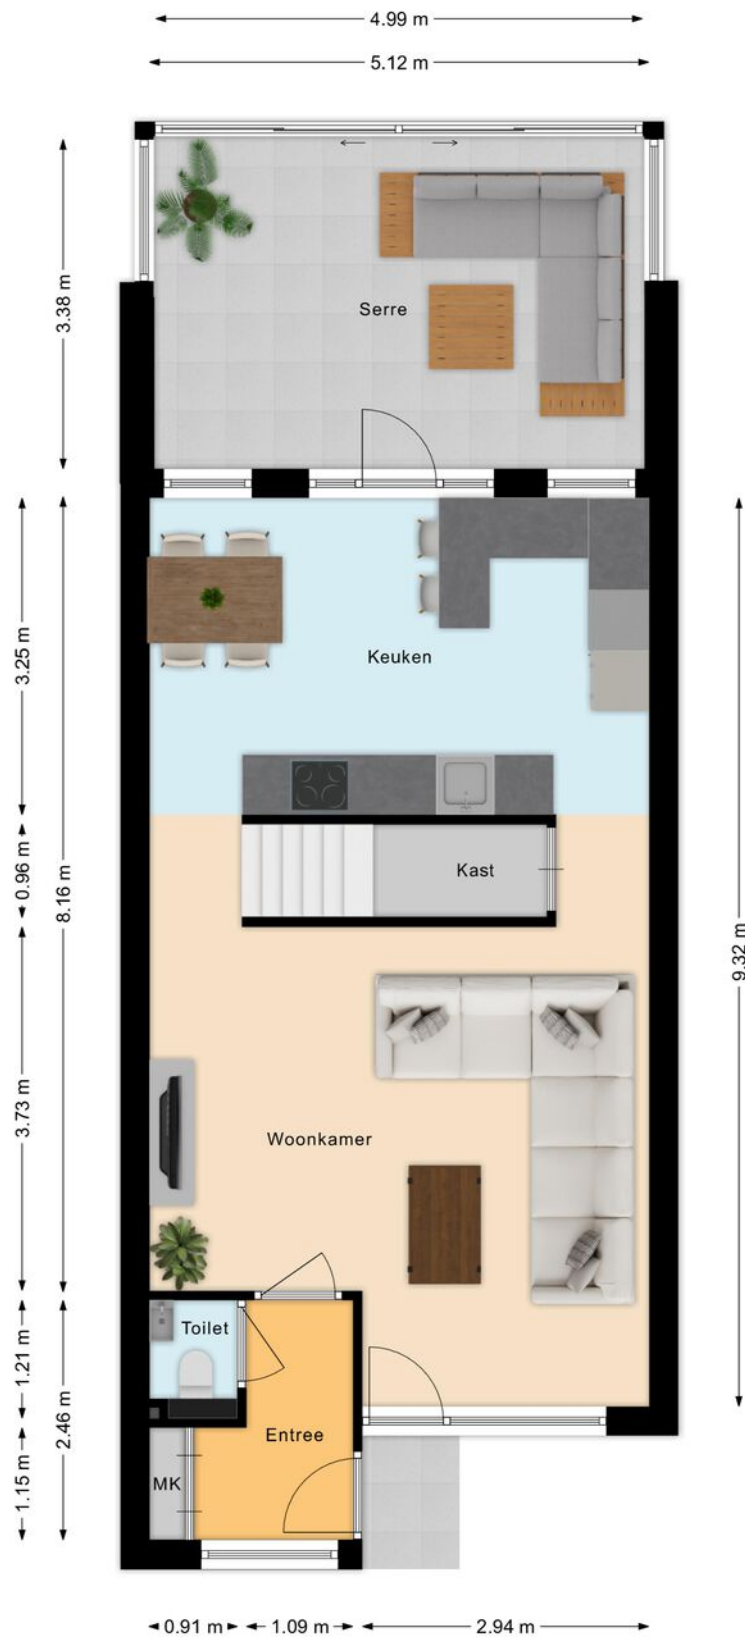 4.99 m
5.12 m
3.38 m
Serre
3.25 m
8.16 m
9.32 m
Keuken
0.96 m
Kast
3.73 m
Woonkamer
1.21 m
2.46 m
Toilet
Entree
1.15 m
MK
0.91 m
1.09 m
2.94 m